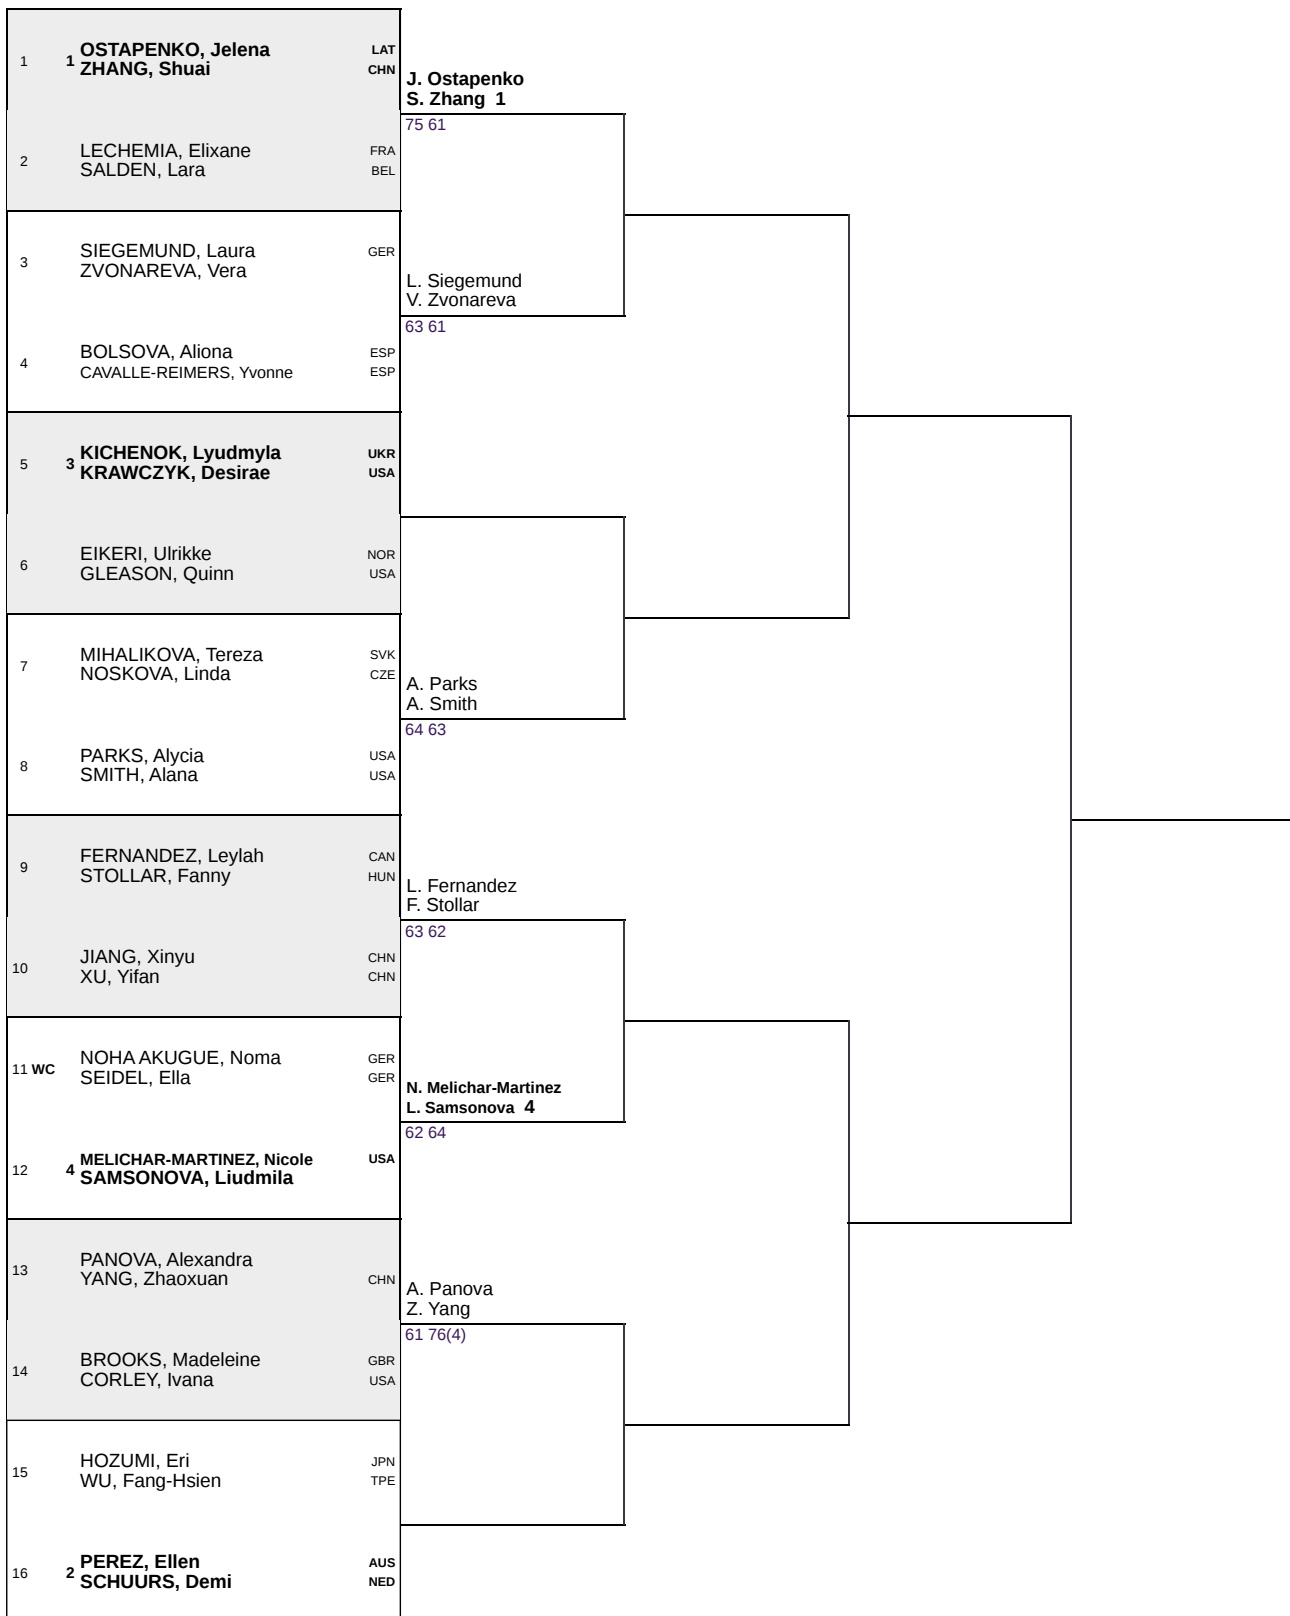 1 1 OSTAPENKO, Jelena LAT
ZHANG, Shuai CHN
J. Ostapenko
S. Zhang 1
75 61
2 LECHEMIA, Elixane FRA
SALDEN, Lara BEL
3 SIEGEMUND, Laura GER
ZVONAREVA, Vera
L. Siegemund
V. Zvonareva
63 61
4 BOLSOVA, Aliona ESP
CAVALLE-REIMERS, Yvonne ESP
5 3 KICHENOK, Lyudmyla UKR
KRAWCZYK, Desirae USA
6 EIKERI, Ulrikke NOR
GLEASON, Quinn USA
7 MIHALIKOVA, Tereza SVK
NOSKOVA, Linda CZE
A. Parks
A. Smith
64 63
8 PARKS, Alycia USA
SMITH, Alana USA
9 FERNANDEZ, Leylah CAN
STOLLAR, Fanny HUN
L. Fernandez
F. Stollar
63 62
10 JIANG, Xinyu CHN
XU, Yifan CHN
11 WC NOHA AKUGUE, Noma GER
SEIDEL, Ella GER
N. Melichar-Martinez
L. Samsonova 4
62 64
12 4 MELICHAR-MARTINEZ, Nicole USA
SAMSONOVA, Liudmila
13 PANOVA, Alexandra
YANG, Zhaoxuan CHN
A. Panova
Z. Yang
61 76(4)
14 BROOKS, Madeleine GBR
CORLEY, Ivana USA
15 HOZUMI, Eri JPN
WU, Fang-Hsien TPE
16 2 PEREZ, Ellen AUS
SCHUURS, Demi NED